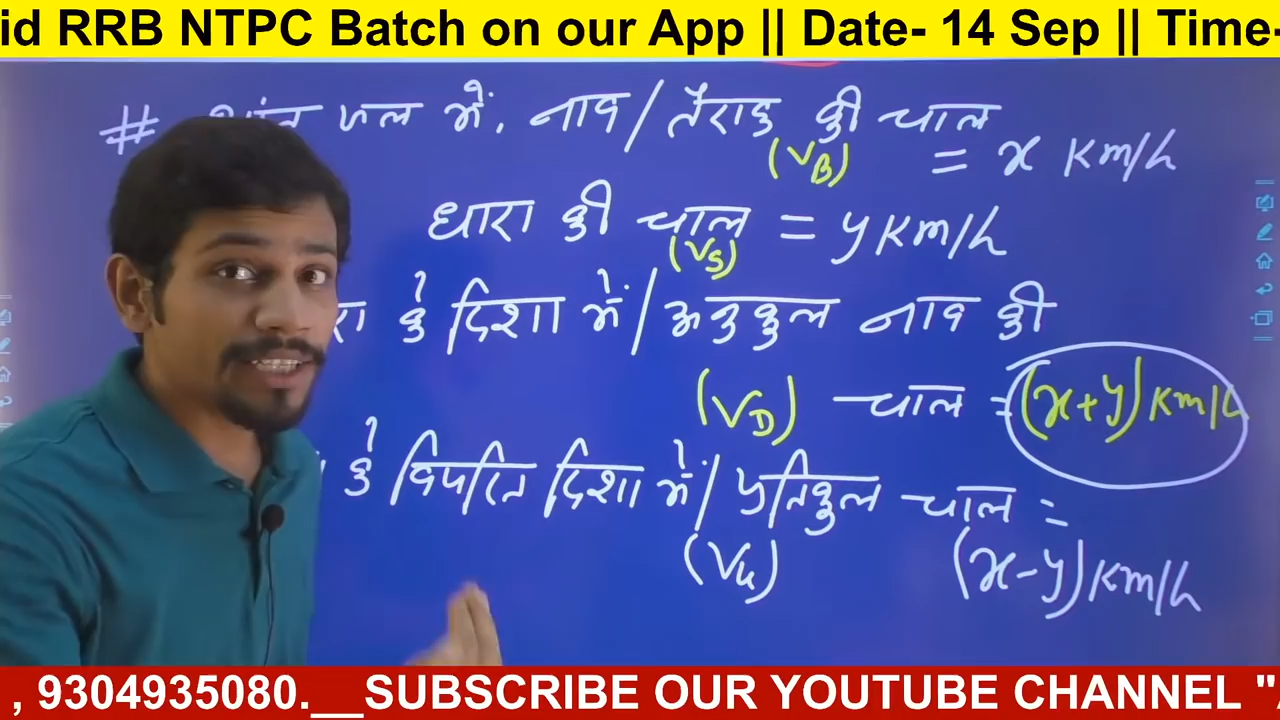 id RRB NTPC Batch on our App || Date- 14 Sep || Time-
# जल में, नाव/तैराक की चाल
(VB) = x Km/h
धारा की चाल = y Km/h
(VS)
के दिशा में/अनुकुल नाव की
(VD) चाल = (x+y) Km/h
के विपरित दिशा में/प्रतिकुल चाल =
(Vu) (x-y) Km/h
, 9304935080.__SUBSCRIBE OUR YOUTUBE CHANNEL "